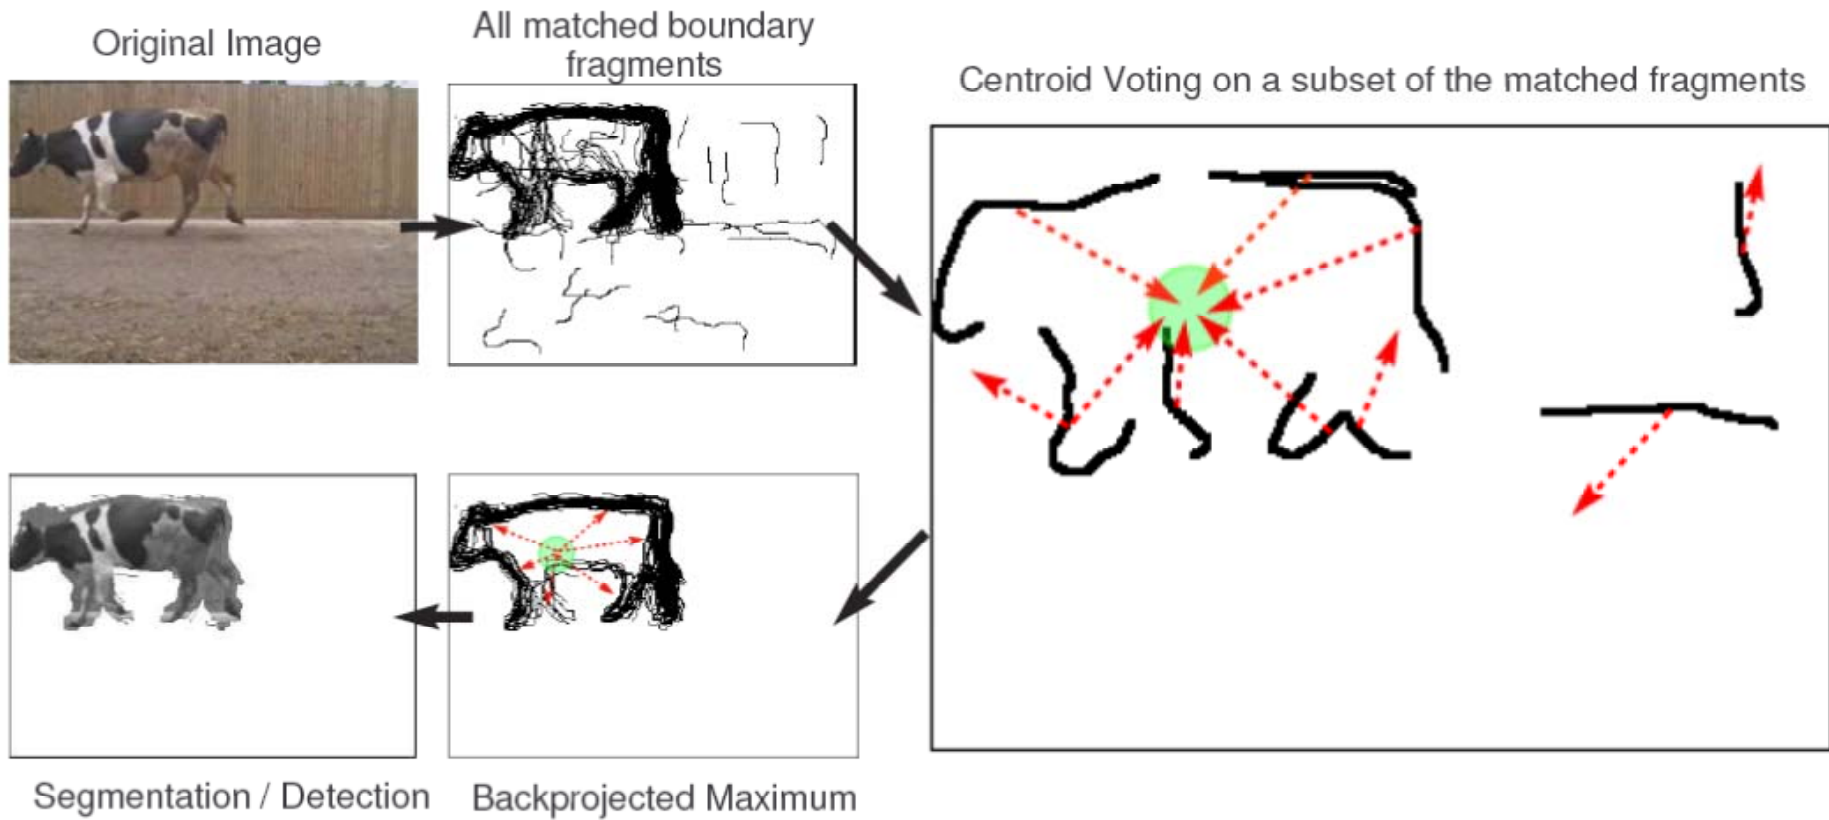 Original Image
All matched boundary
fragments
Centroid Voting on a subset of the matched fragments
Segmentation / Detection
Backprojected Maximum